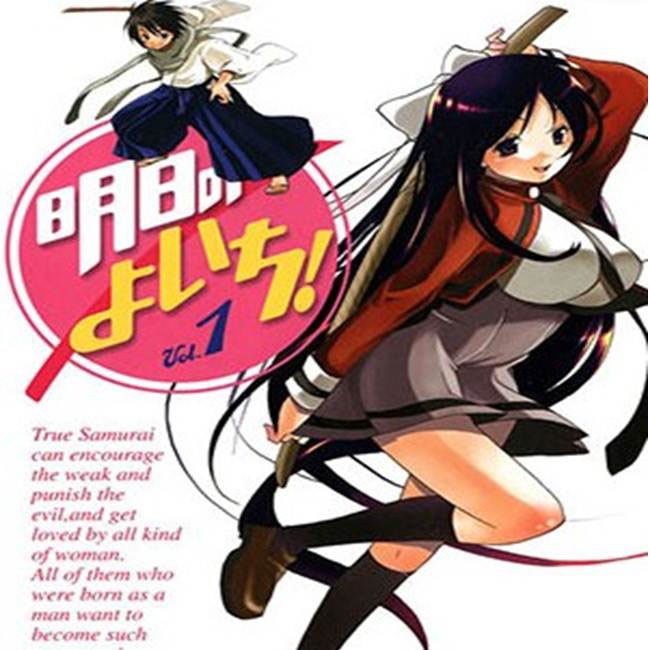 明日の
よいち!
Vol.1
True Samurai
can encourage
the weak and
punish the
evil,and get
loved by all kind
of woman.
All of them who
were born as a
man want to
become such